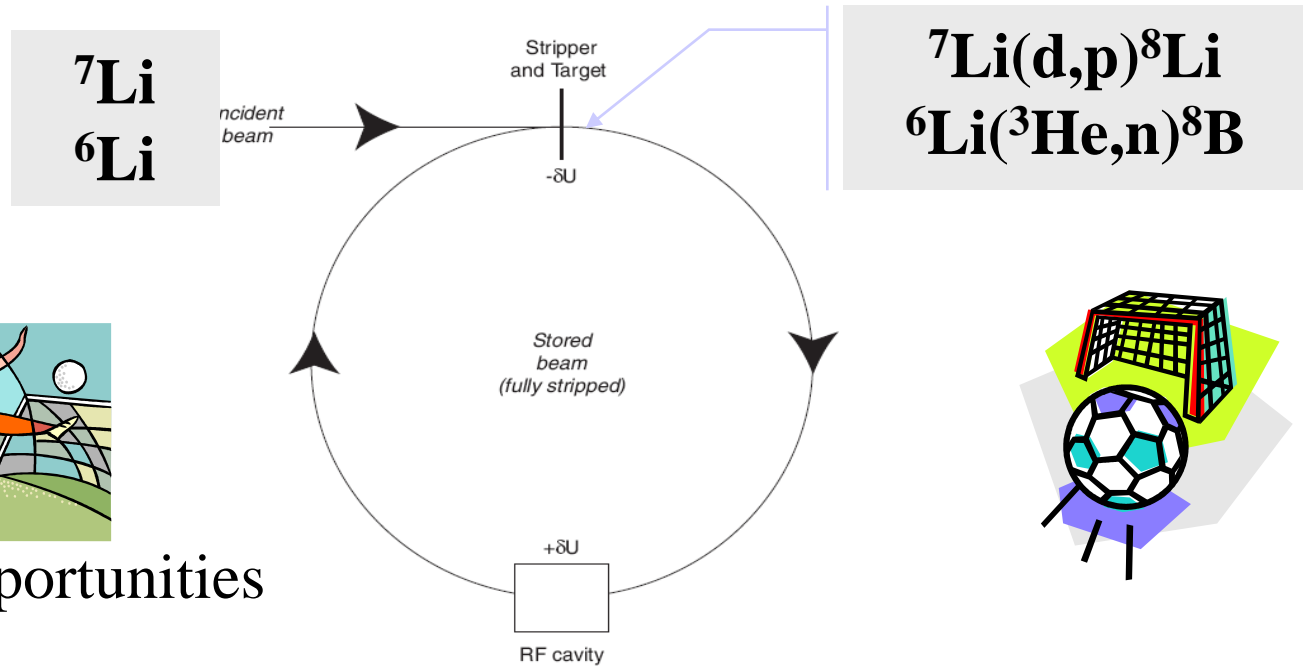 ⁷Li
⁶Li
ncident
beam
Stripper
and Target
-δU
⁷Li(d,p)⁸Li
⁶Li(³He,n)⁸B
Stored
beam
(fully stripped)
portunities
+δU
RF cavity